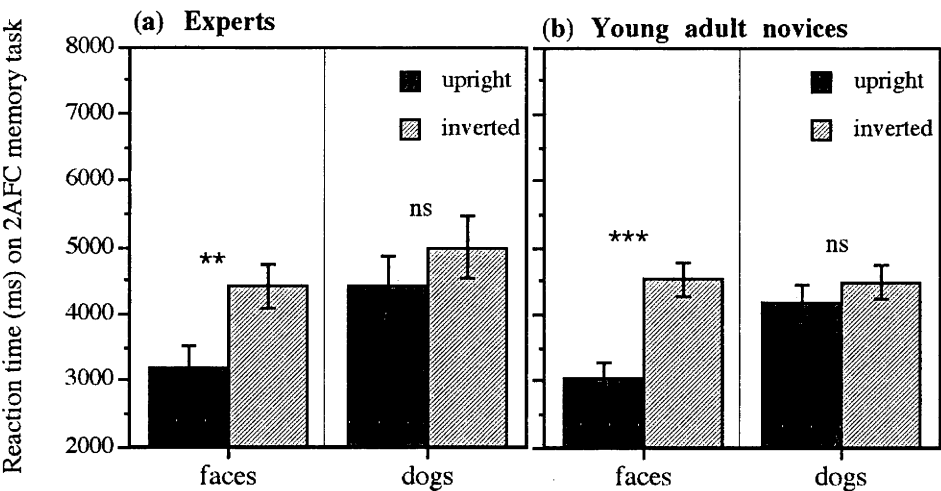 (a) Experts
(b) Young adult novices
Reaction time (ms) on 2AFC memory task
8000
7000
6000
5000
4000
3000
2000
upright
inverted
**
ns
faces
dogs
upright
inverted
***
ns
faces
dogs